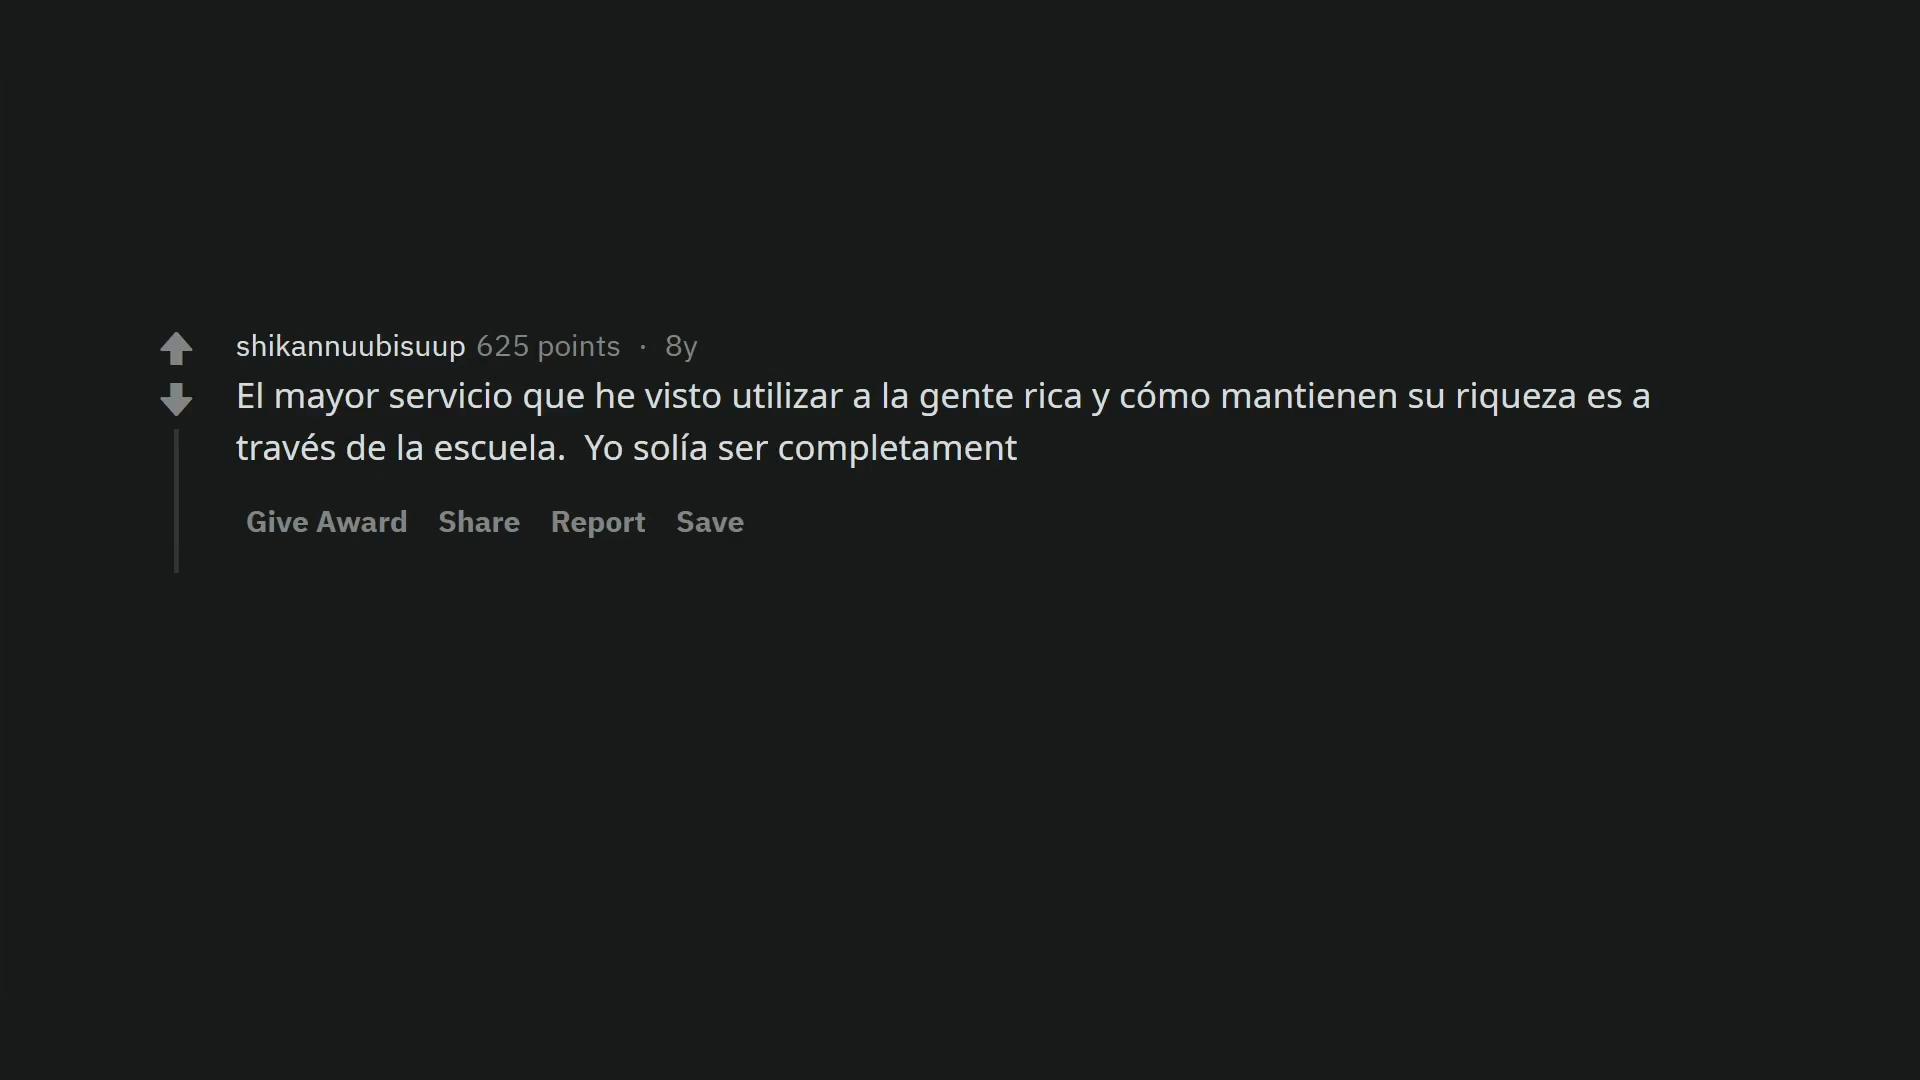 shikannuubisuup 625 points · 8y
El mayor servicio que he visto utilizar a la gente rica y cómo mantienen su riqueza es a
través de la escuela.  Yo solía ser completament
Give Award Share Report Save